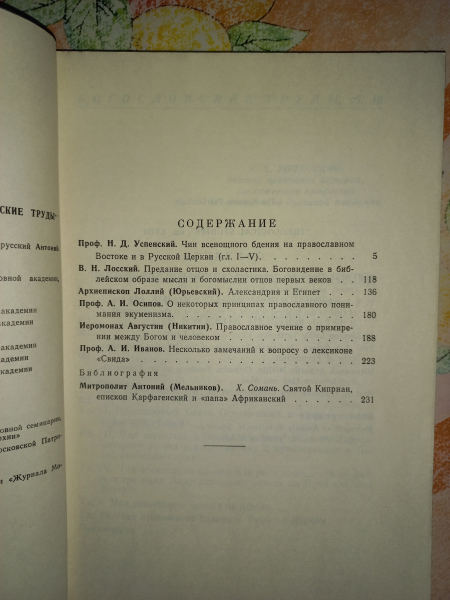 СКИЕ ТРУДЫ
русский Антоний
овной академии,
академии
академии
академии
академии
овной семинарии,
рхии»
осковской Патри-
и «Журнала Мо-
СОДЕРЖАНИЕ
Проф. Н. Д. Успенский. Чин всенощного бдения на православном
Востоке и в Русской Церкви (гл. I—V). . . . . . . . . . 5
В. Н. Лосский. Предание отцов и схоластика. Боговидение в биб-
лейском образе мысли и богомыслии отцов первых веков . 118
Архиепископ Лоллий (Юрьевский). Александрия и Египет . . . 136
Проф. А. И. Осипов. О некоторых принципах православного пони-
мания экуменизма. . . . . . . . . . . . . 180
Иеромонах Августин (Никитин). Православное учение о примире-
нии между Богом и человеком . . . . . . . . . . 188
Проф. А. И. Иванов. Несколько замечаний к вопросу о лексиконе
«Свида» . . . . . . . . . . . . . . . . 223
Библиография
Митрополит Антоний (Мельников). Х. Сомань. Святой Киприан,
епископ Карфагенский и «папа» Африканский . . . . . . 231